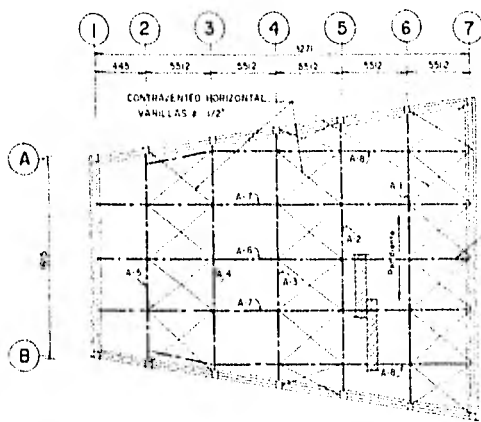 1 2 3 4 5 6 7
445 5512 5512 5512 5512 5512
CONTRAVENTEO HORIZONTAL
VARILLAS ø 1/2"
A
A-8
A-1
A-7
A-2
A-6
A-5
A-4
A-3
Pendiente
A-7
B
A-8